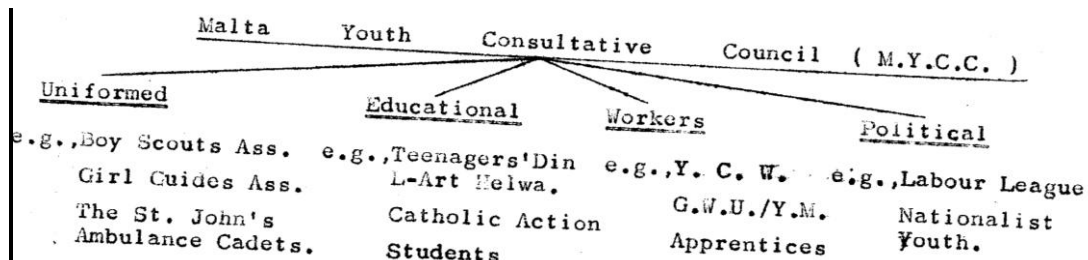 Malta Youth Consultative Council ( M.Y.C.C. )
Uniformed
e.g.,Boy Scouts Ass.
Girl Guides Ass.
The St. John's
Ambulance Cadets.
Educational
e.g.,Teenagers'Din
L-Art Helwa.
Catholic Action
Students
Workers
e.g.,Y. C. W.
G.W.U./Y.M.
Apprentices
Political
e.g.,Labour League
Nationalist
Youth.